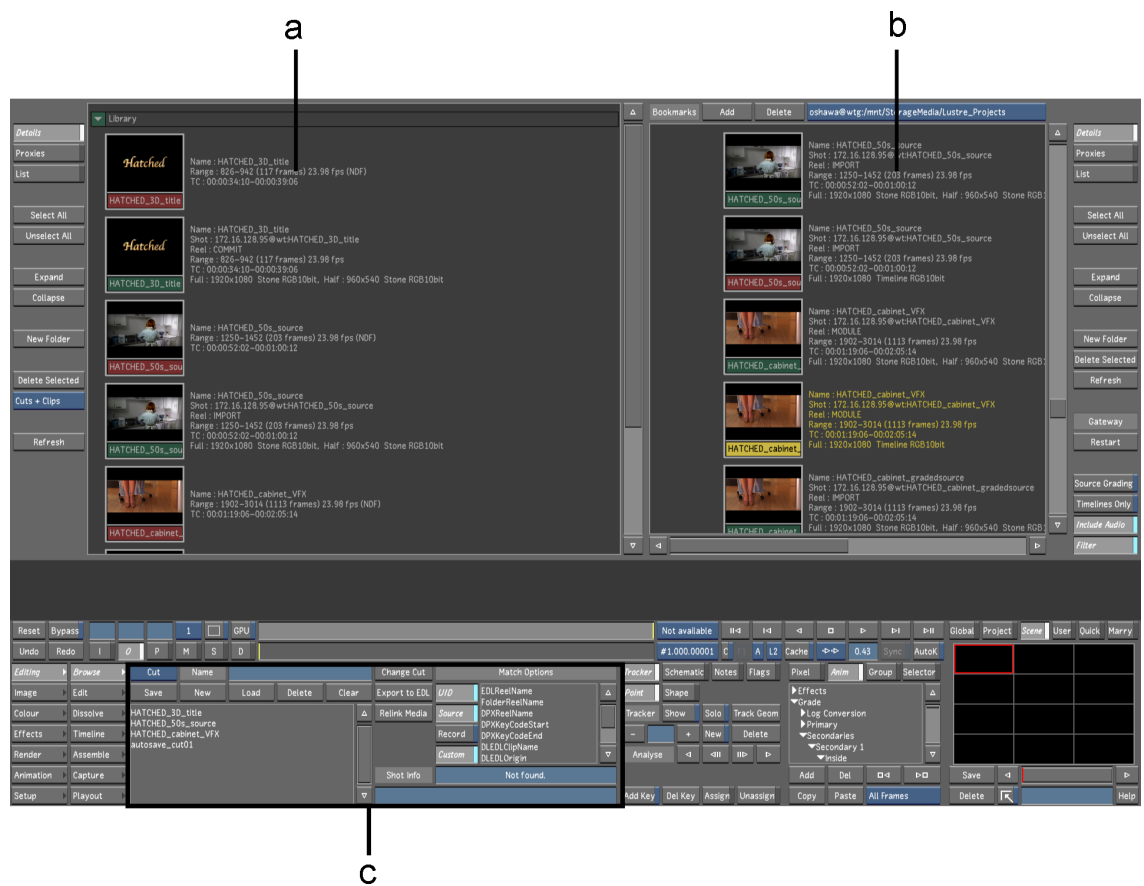 a
b
Library
Bookmarks Add Delete oshawa@wtg:/mnt/StorageMedia/Lustre_Projects
Details
Proxies
List
Select All
Unselect All
Expand
Collapse
New Folder
Delete Selected
Cuts + Clips
Refresh
Hatched
HATCHED_3D_title
Name : HATCHED_3D_title
Range : 826-942 (117 frames) 23.98 fps (NDF)
TC : 00:00:34:10-00:00:39:06
Hatched
HATCHED_3D_title
Name : HATCHED_3D_title
Shot : 172.16.128.95@wt:HATCHED_3D_title
Reel : COMMIT
Range : 826-942 (117 frames) 23.98 fps
TC : 00:00:34:10-00:00:39:06
Full : 1920x1080 Stone RGB10bit, Half : 960x540 Stone RGB10bit
HATCHED_50s_sou
Name : HATCHED_50s_source
Range : 1250-1452 (203 frames) 23.98 fps (NDF)
TC : 00:00:52:02-00:01:00:12
HATCHED_50s_sou
Name : HATCHED_50s_source
Shot : 172.16.128.95@wt:HATCHED_50s_source
Reel : IMPORT
Range : 1250-1452 (203 frames) 23.98 fps
TC : 00:00:52:02-00:01:00:12
Full : 1920x1080 Stone RGB10bit, Half : 960x540 Stone RGB10bit
HATCHED_cabinet_
Name : HATCHED_cabinet_VFX
Range : 1902-3014 (1113 frames) 23.98 fps (NDF)
TC : 00:01:19:06-00:02:05:14
HATCHED_50s_sou
Name : HATCHED_50s_source
Shot : 172.16.128.95@wt:HATCHED_50s_source
Reel : IMPORT
Range : 1250-1452 (203 frames) 23.98 fps
TC : 00:00:52:02-00:01:00:12
Full : 1920x1080 Stone RGB10bit, Half : 960x540 Stone RGB1
HATCHED_50s_sou
Name : HATCHED_50s_source
Shot : 172.16.128.95@wt:HATCHED_50s_source
Reel : IMPORT
Range : 1250-1452 (203 frames) 23.98 fps
TC : 00:00:52:02-00:01:00:12
Full : 1920x1080 Timeline RGB10bit
HATCHED_cabinet_
Name : HATCHED_cabinet_VFX
Shot : 172.16.128.95@wt:HATCHED_cabinet_VFX
Reel : MODULE
Range : 1902-3014 (1113 frames) 23.98 fps
TC : 00:01:19:06-00:02:05:14
Full : 1920x1080 Stone RGB10bit, Half : 960x540 Stone RGB1
HATCHED_cabinet_
Name : HATCHED_cabinet_VFX
Shot : 172.16.128.95@wt:HATCHED_cabinet_VFX
Reel : MODULE
Range : 1902-3014 (1113 frames) 23.98 fps
TC : 00:01:19:06-00:02:05:14
Full : 1920x1080 Timeline RGB10bit
HATCHED_cabinet_
Name : HATCHED_cabinet_gradedsource
Shot : 172.16.128.95@wt:HATCHED_cabinet_gradedsource
Reel : IMPORT
Range : 1902-3014 (1113 frames) 23.98 fps
TC : 00:01:19:06-00:02:05:14
Full : 1920x1080 Stone RGB10bit, Half : 960x540 Stone RGB1
Details
Proxies
List
Select All
Unselect All
Expand
Collapse
New Folder
Delete Selected
Refresh
Gateway
Restart
Source Grading
Timelines Only
Include Audio
Filter
Reset Bypass 1 GPU Not available Global Project Scene User Quick Marry
Undo Redo I O P M S D #1.000.00001 C A L2 Cache 0.43 Sync AutoK
Editing Browse
Image Edit
Colour Dissolve
Effects Timeline
Render Assemble
Animation Capture
Setup Playout
Cut Name Change Cut Match Options
Save New Load Delete Clear Export to EDL
Relink Media
HATCHED_3D_title
HATCHED_50s_source
HATCHED_cabinet_VFX
autosave_cut01
UID
Source
Record
Custom
EDLReelName
FolderReelName
DPXReelName
DPXKeyCodeStart
DPXKeyCodeEnd
DLEDLClipName
DLEDLOrigin
Shot Info Not found.
Tracker Schematic Notes Flags
Point Shape
Tracker Show Solo Track Geom
- + New Delete
Analyse
Add Key Del Key Assign Unassign
Pixel Anim Group Selector
Effects
Grade
Log Conversion
Primary
Secondaries
Secondary 1
Inside
Add Del
Copy Paste All Frames
Save
Delete Help
c